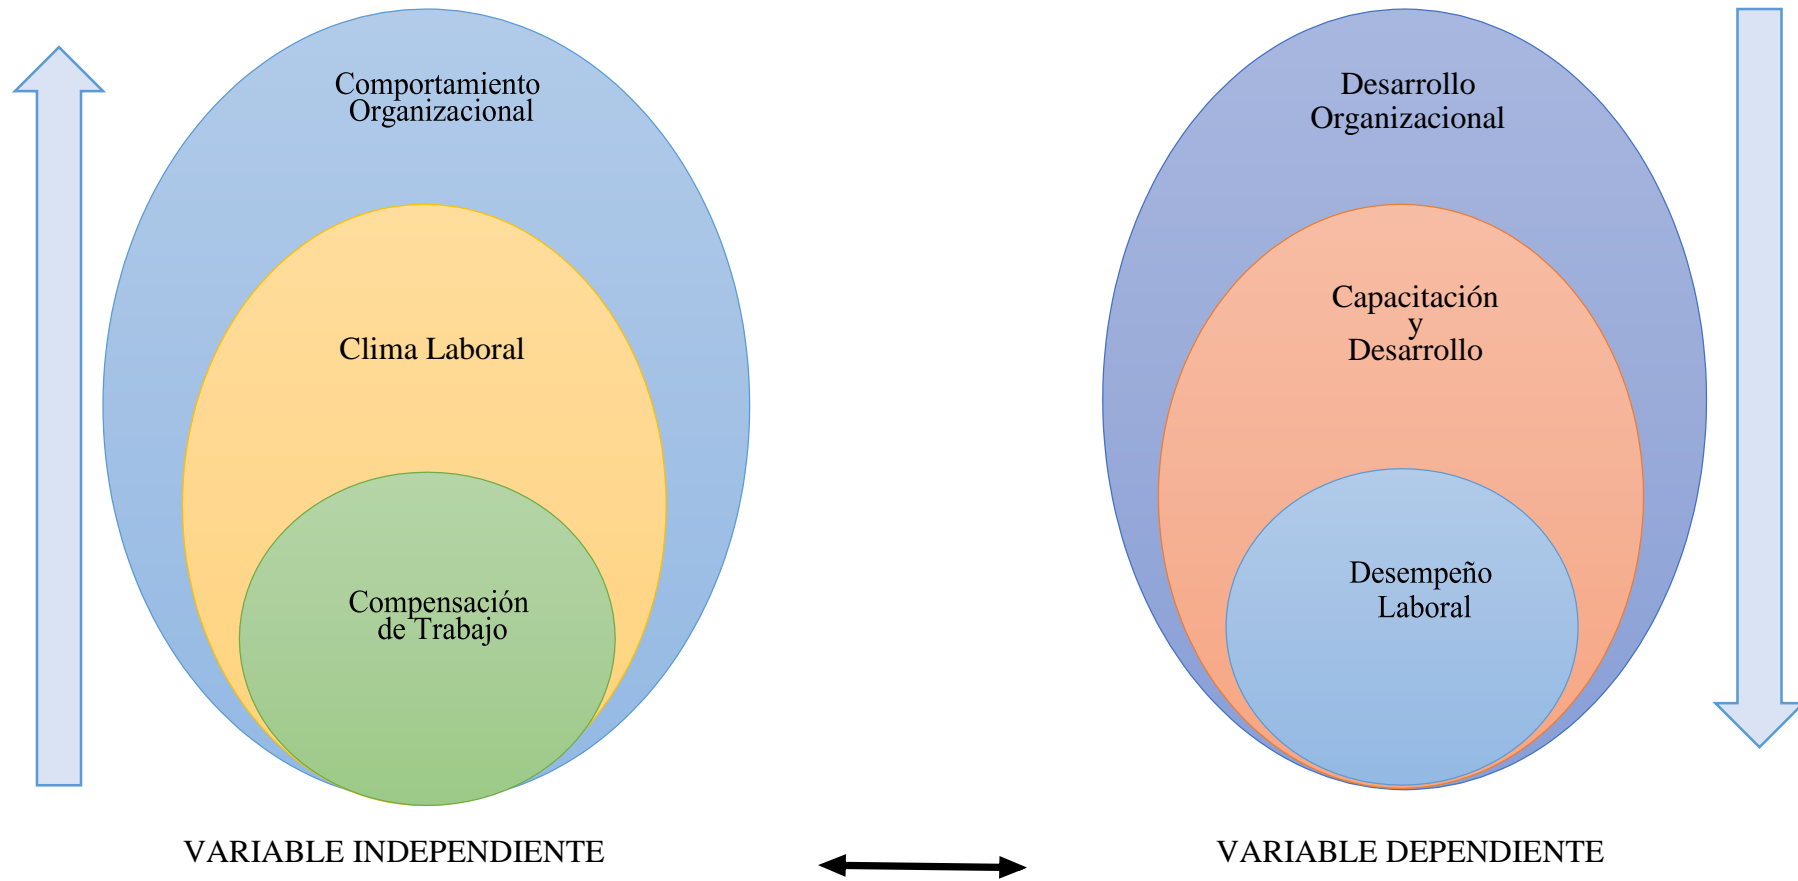 Comportamiento
Organizacional
Clima Laboral
Compensación
de Trabajo
VARIABLE INDEPENDIENTE
Desarrollo
Organizacional
Capacitación
y
Desarrollo
Desempeño
Laboral
VARIABLE DEPENDIENTE